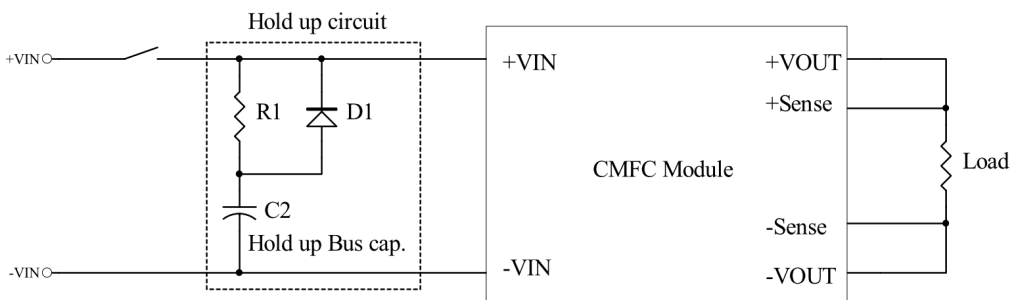 Hold up circuit
+VIN
+VIN
+VOUT
+Sense
R1
D1
CMFC Module
Load
C2
-Sense
Hold up Bus cap.
-VIN
-VIN
-VOUT